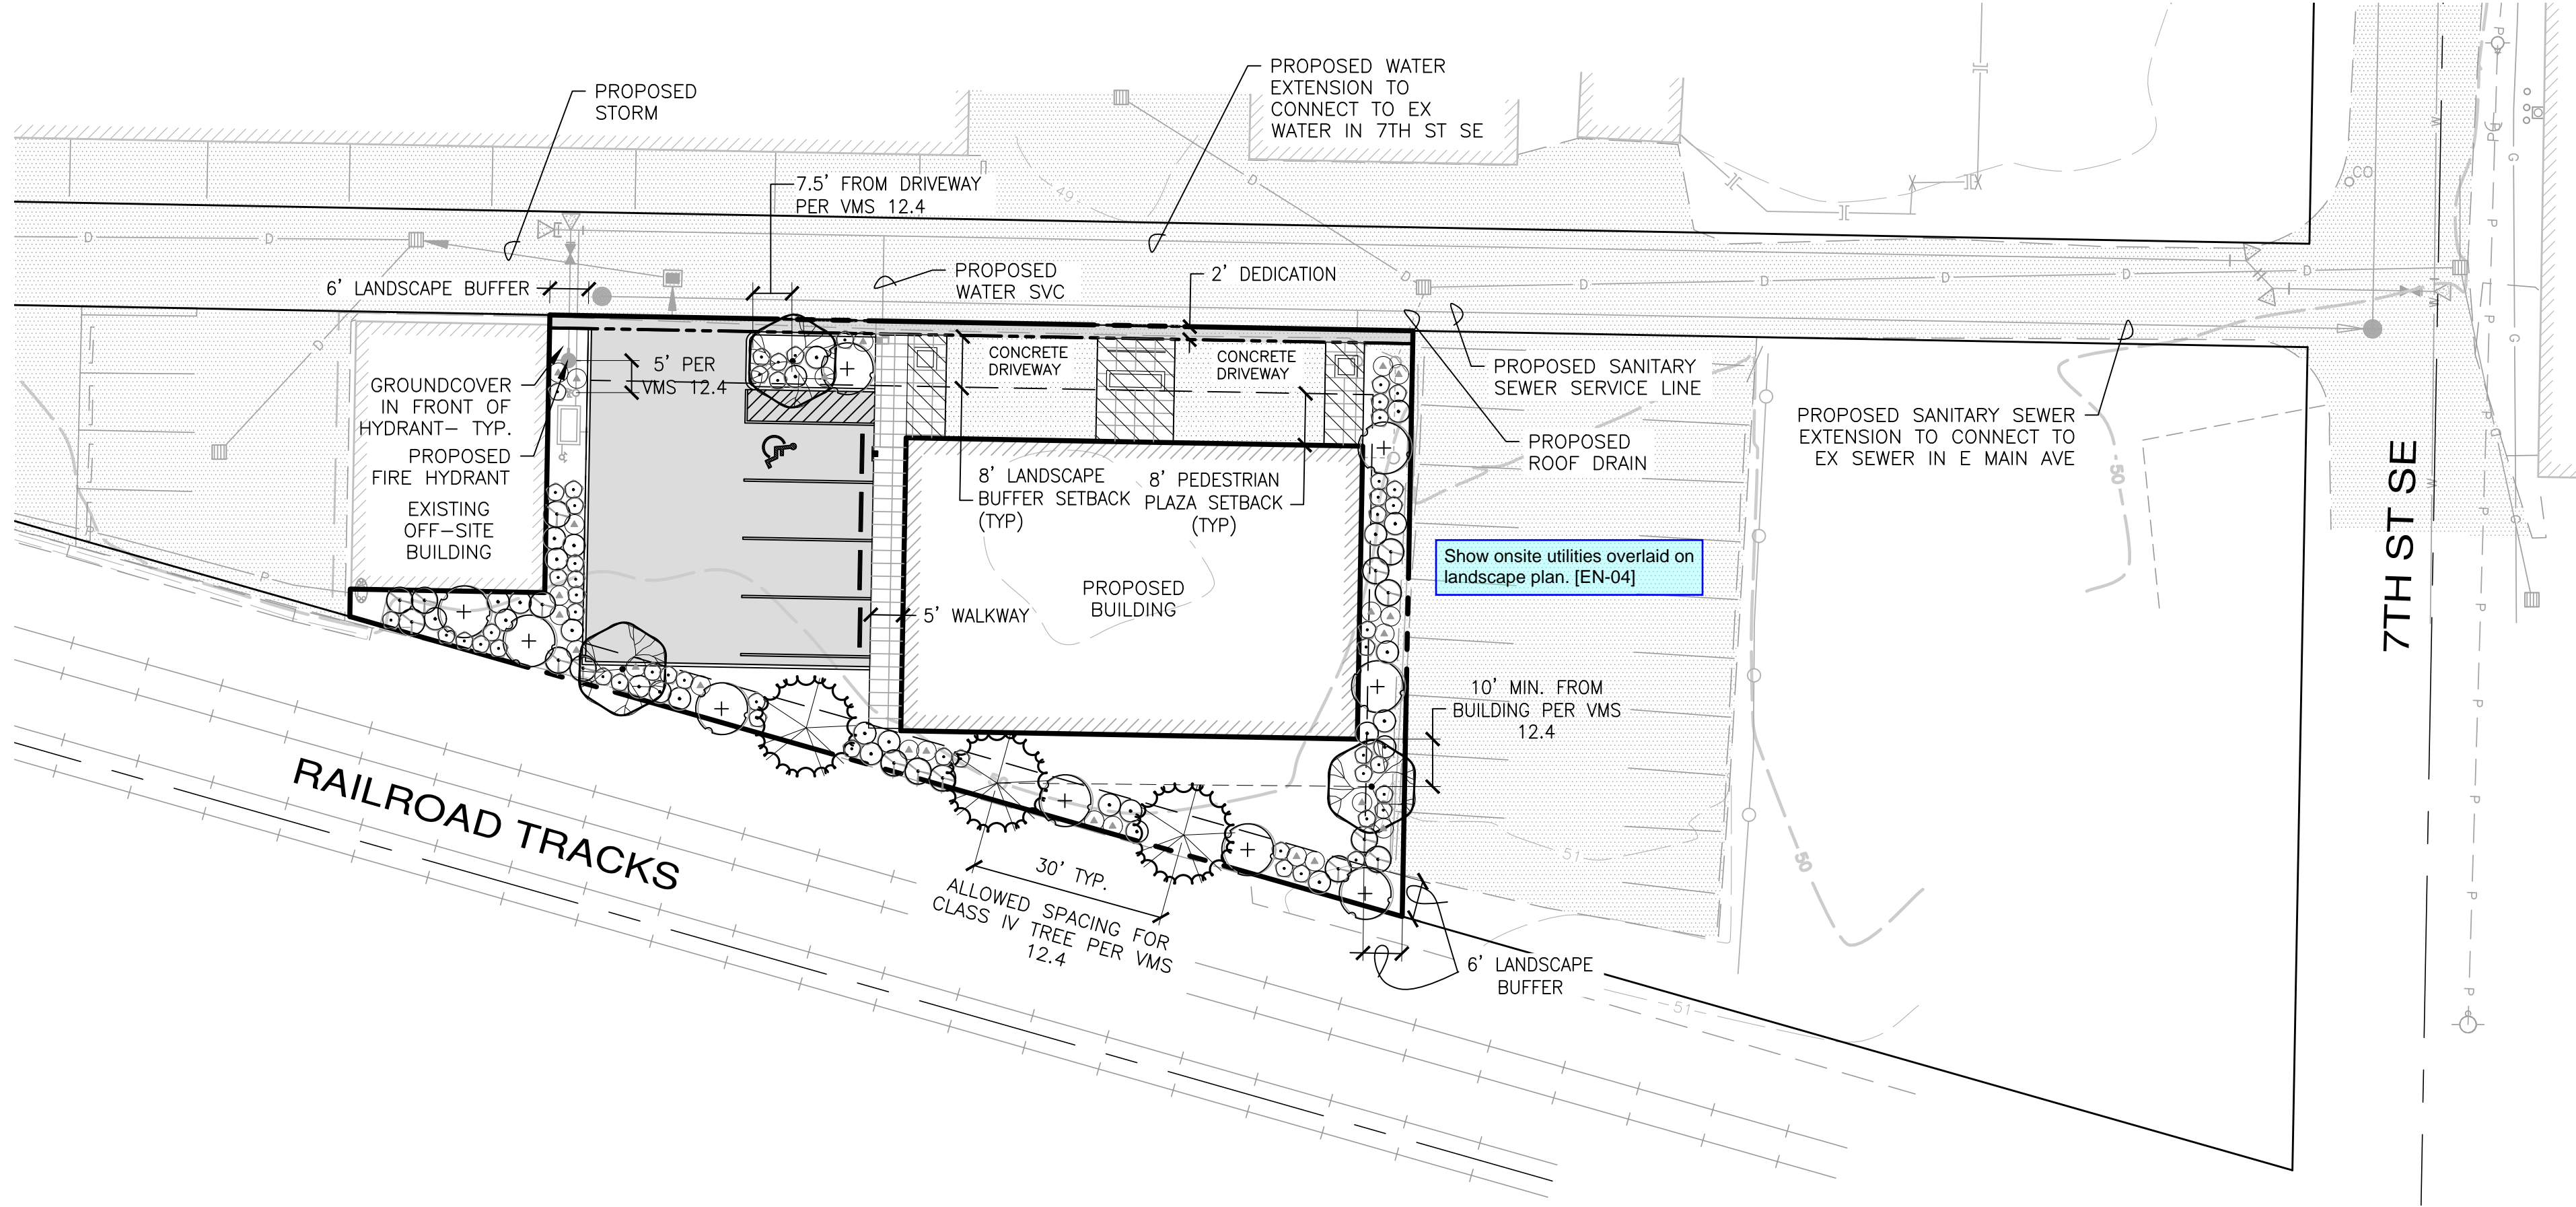 PROPOSED
STORM
PROPOSED WATER
EXTENSION TO
CONNECT TO EX
WATER IN 7TH ST SE
7.5' FROM DRIVEWAY
PER VMS 12.4
49
CO
6' LANDSCAPE BUFFER
PROPOSED
WATER SVC
2' DEDICATION
5' PER
VMS 12.4
CONCRETE
DRIVEWAY
CONCRETE
DRIVEWAY
GROUNDCOVER
IN FRONT OF
HYDRANT– TYP.
PROPOSED
FIRE HYDRANT
EXISTING
OFF–SITE
BUILDING
PROPOSED SANITARY
SEWER SERVICE LINE
PROPOSED
ROOF DRAIN
PROPOSED SANITARY SEWER
EXTENSION TO CONNECT TO
EX SEWER IN E MAIN AVE
8' LANDSCAPE
BUFFER SETBACK
(TYP)
8' PEDESTRIAN
PLAZA SETBACK
(TYP)
50
7TH ST SE
Show onsite utilities overlaid on
landscape plan. [EN-04]
PROPOSED
BUILDING
5' WALKWAY
10' MIN. FROM
BUILDING PER VMS
12.4
RAILROAD TRACKS
30' TYP.
ALLOWED SPACING FOR
CLASS IV TREE PER VMS
12.4
51
50
6' LANDSCAPE
BUFFER
51
D
D
D
D
D
D
D
D
D
D
D
P
P
P
P
P
P
P
P
G
G
W
W